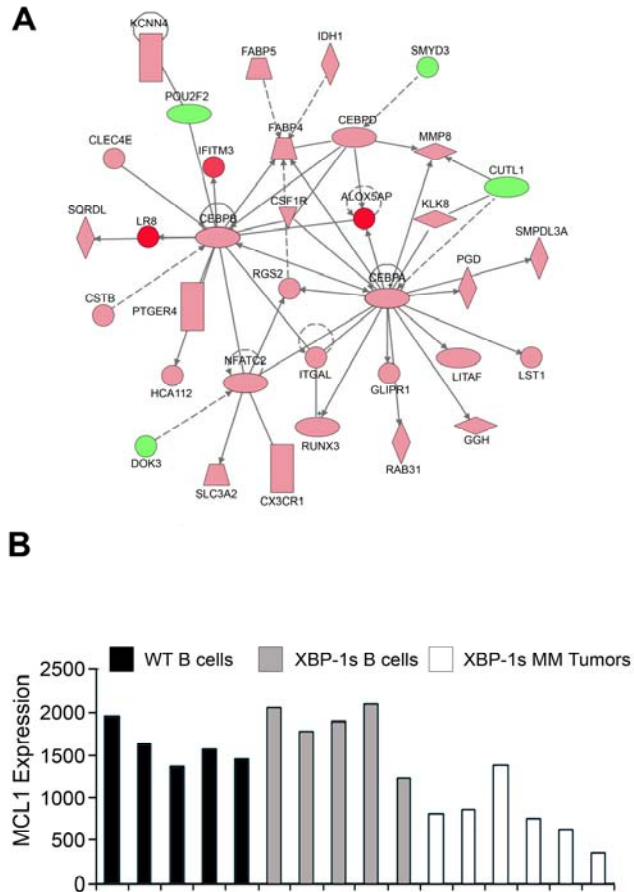 A
KCNN4
IDH1
FABP5
SMYD3
POU2F2
FABP4
CEBPD
CLEC4E
IFITM3
MMP8
CUTL1
CSF1R
ALOX5AP
KLK8
SQRDL
LR8
CEBPB
SMPDL3A
PGD
RGS2
CEBPA
CSTB
PTGER4
NFATC2
ITGAL
HCA112
GLIPR1
LITAF
LST1
DOK3
RUNX3
GGH
RAB31
SLC3A2
CX3CR1
B
WT B cells XBP-1s B cells XBP-1s MM Tumors
MCL1 Expression
2500
2000
1500
1000
500
0